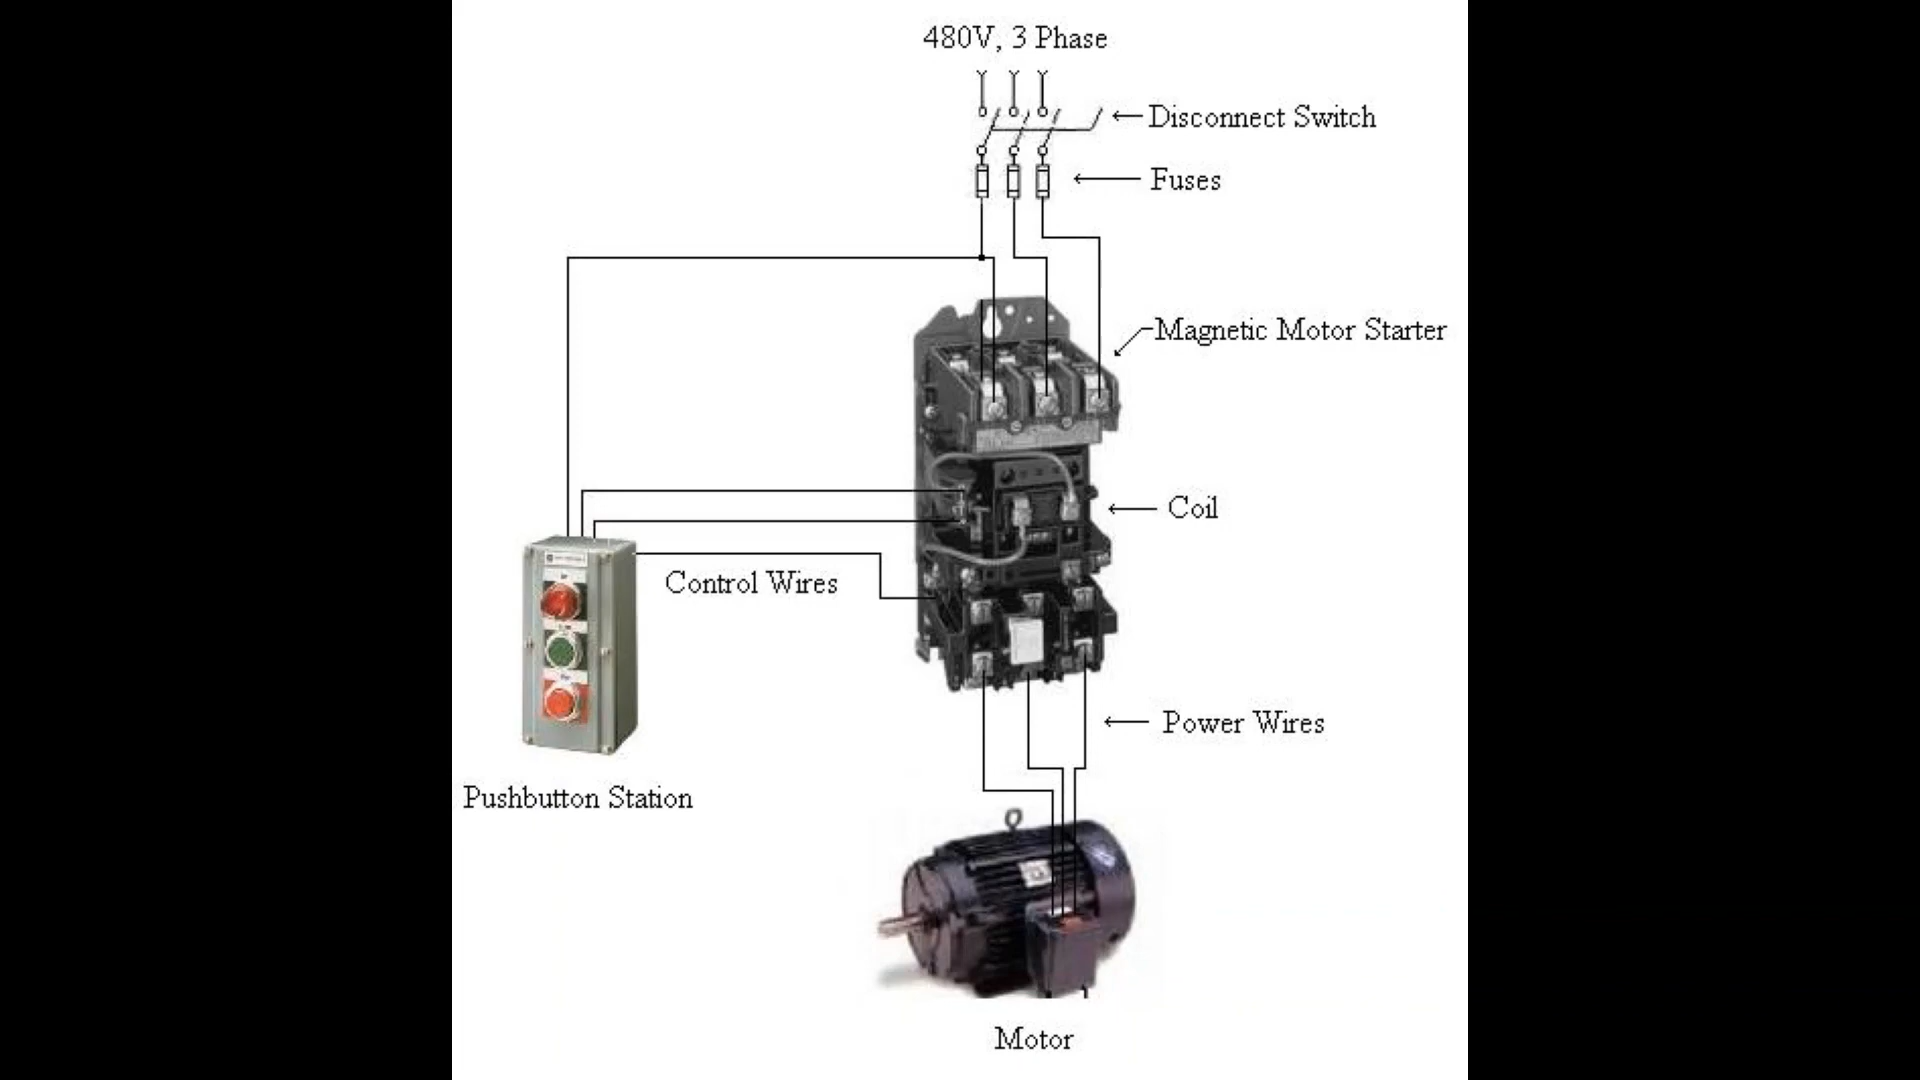 480V, 3 Phase
Disconnect Switch
Fuses
Magnetic Motor Starter
Coil
Control Wires
Power Wires
Pushbutton Station
Motor